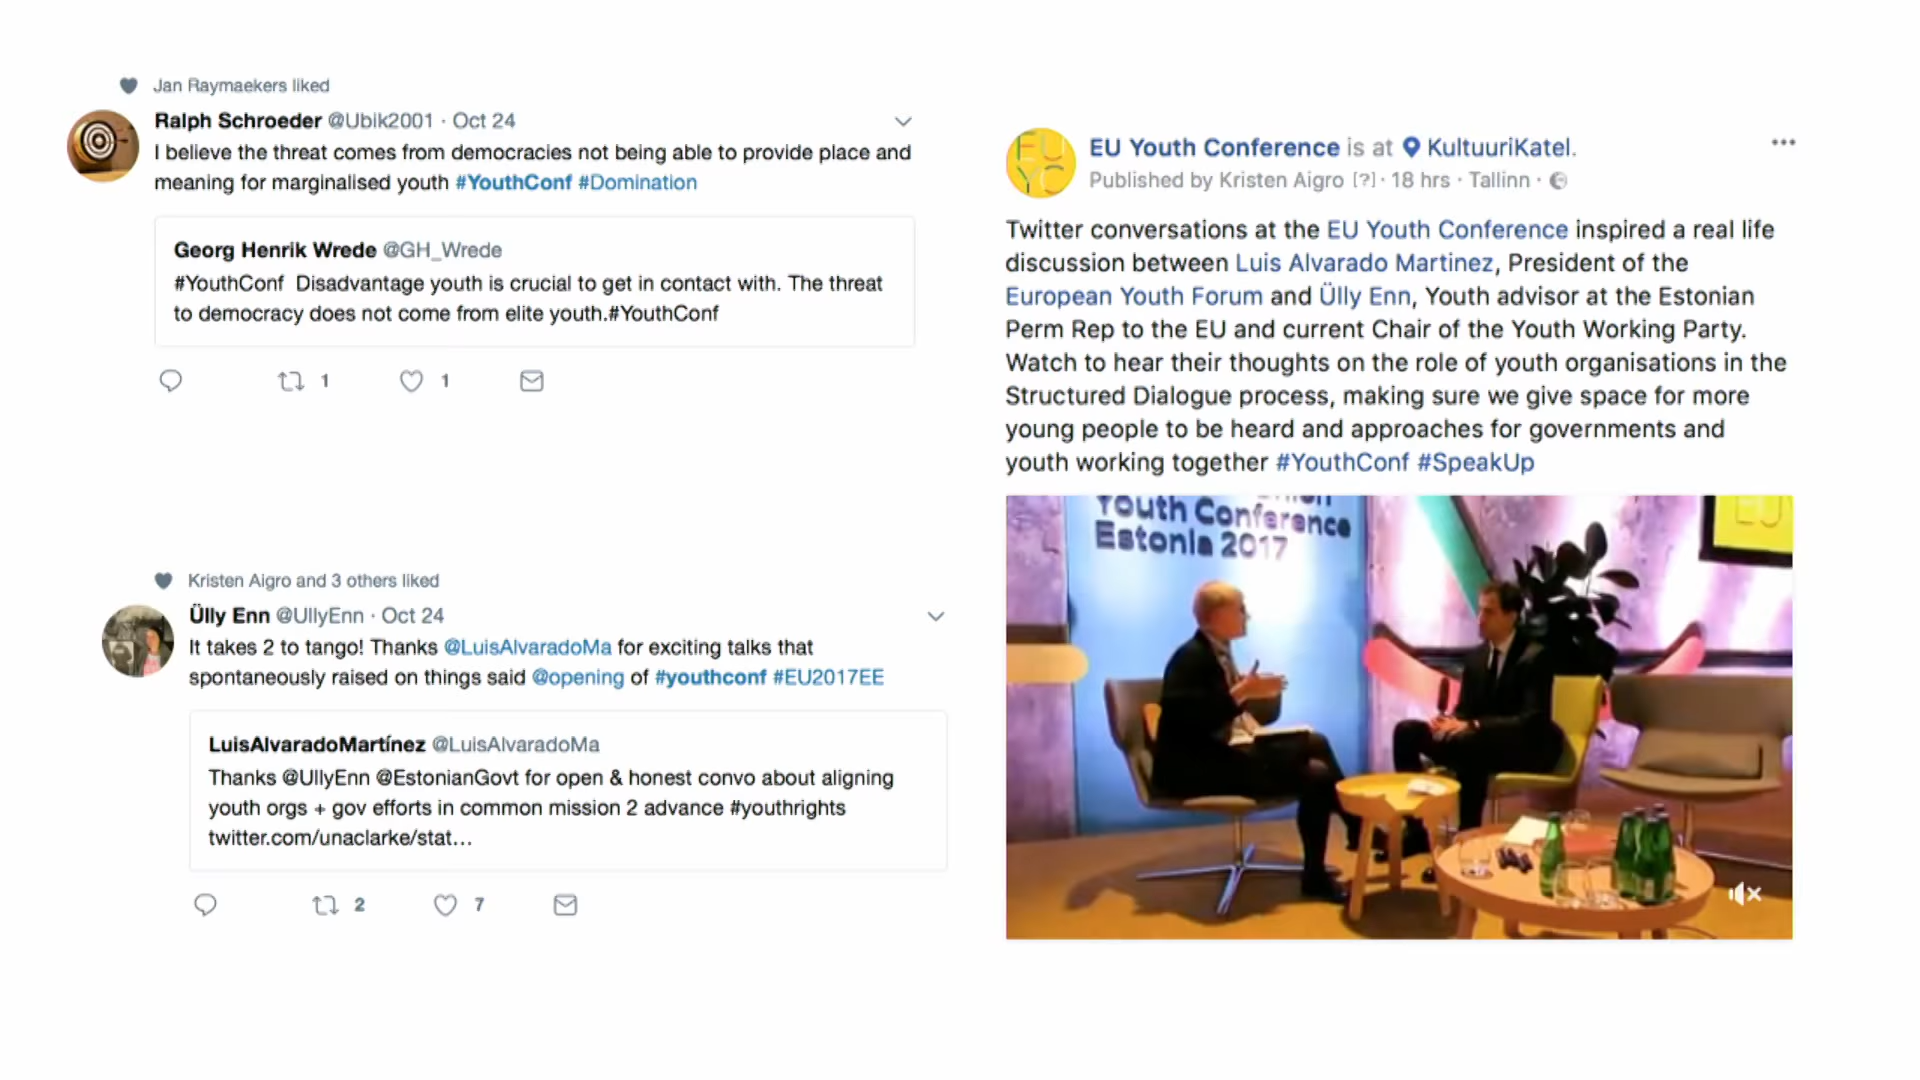 Jan Raymaekers liked
Ralph Schroeder @Ubik2001 · Oct 24
I believe the threat comes from democracies not being able to provide place and
meaning for marginalised youth #YouthConf #Domination
Georg Henrik Wrede @GH_Wrede
#YouthConf Disadvantage youth is crucial to get in contact with. The threat
to democracy does not come from elite youth.#YouthConf
1 1
Kristen Aigro and 3 others liked
Ülly Enn @UllyEnn · Oct 24
It takes 2 to tango! Thanks @LuisAlvaradoMa for exciting talks that
spontaneously raised on things said @opening of #youthconf #EU2017EE
LuisAlvaradoMartínez @LuisAlvaradoMa
Thanks @UllyEnn @EstonianGovt for open & honest convo about aligning
youth orgs + gov efforts in common mission 2 advance #youthrights
twitter.com/unaclarke/stat...
2 7
EU
YC
EU Youth Conference is at KultuuriKatel.
Published by Kristen Aigro [?] · 18 hrs · Tallinn ·
Twitter conversations at the EU Youth Conference inspired a real life
discussion between Luis Alvarado Martinez, President of the
European Youth Forum and Ülly Enn, Youth advisor at the Estonian
Perm Rep to the EU and current Chair of the Youth Working Party.
Watch to hear their thoughts on the role of youth organisations in the
Structured Dialogue process, making sure we give space for more
young people to be heard and approaches for governments and
youth working together #YouthConf #SpeakUp
Youth Conference
Estonia 2017
EU